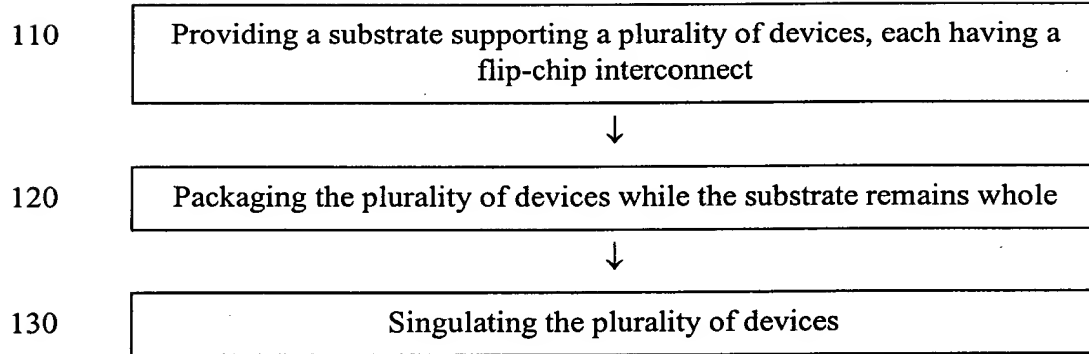 110 Providing a substrate supporting a plurality of devices, each having a
flip-chip interconnect
↓
120 Packaging the plurality of devices while the substrate remains whole
↓
130 Singulating the plurality of devices